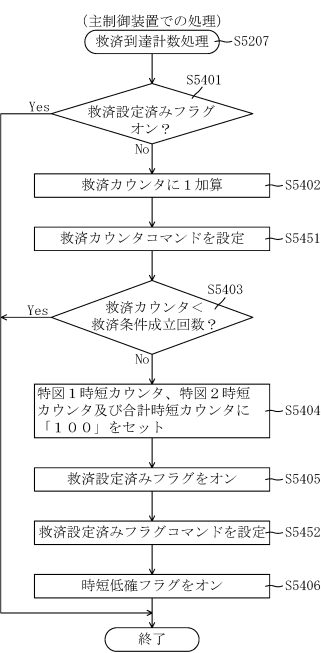 (主制御装置での処理)
救済到達計数処理
S5207
S5401
Yes
救済設定済みフラグ
オン?
No
救済カウンタに1加算
S5402
救済カウンタコマンドを設定
S5451
S5403
Yes
救済カウンタ<
救済条件成立回数?
No
特図1時短カウンタ、特図2時短
カウンタ及び合計時短カウンタに
「100」をセット
S5404
救済設定済みフラグをオン
S5405
救済設定済みフラグコマンドを設定
S5452
時短低確フラグをオン
S5406
終了